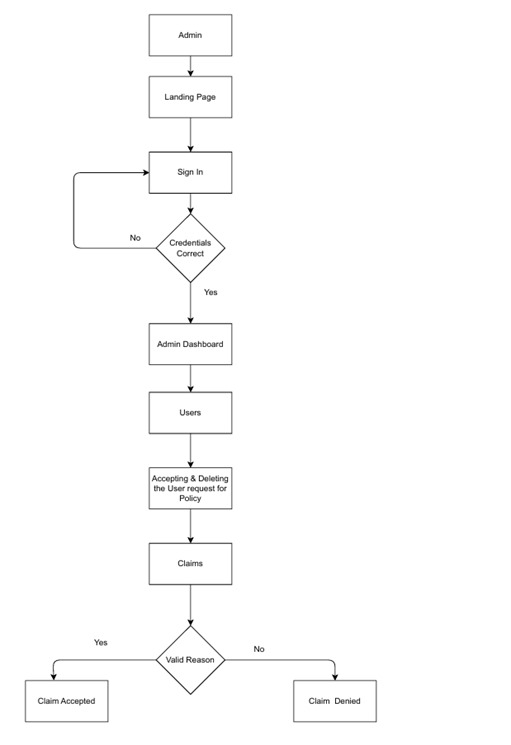 Admin
Landing Page
Sign In
No
Credentials
Correct
Yes
Admin Dashboard
Users
Accepting & Deleting
the User request for
Policy
Claims
Yes
No
Valid Reason
Claim Accepted
Claim Denied